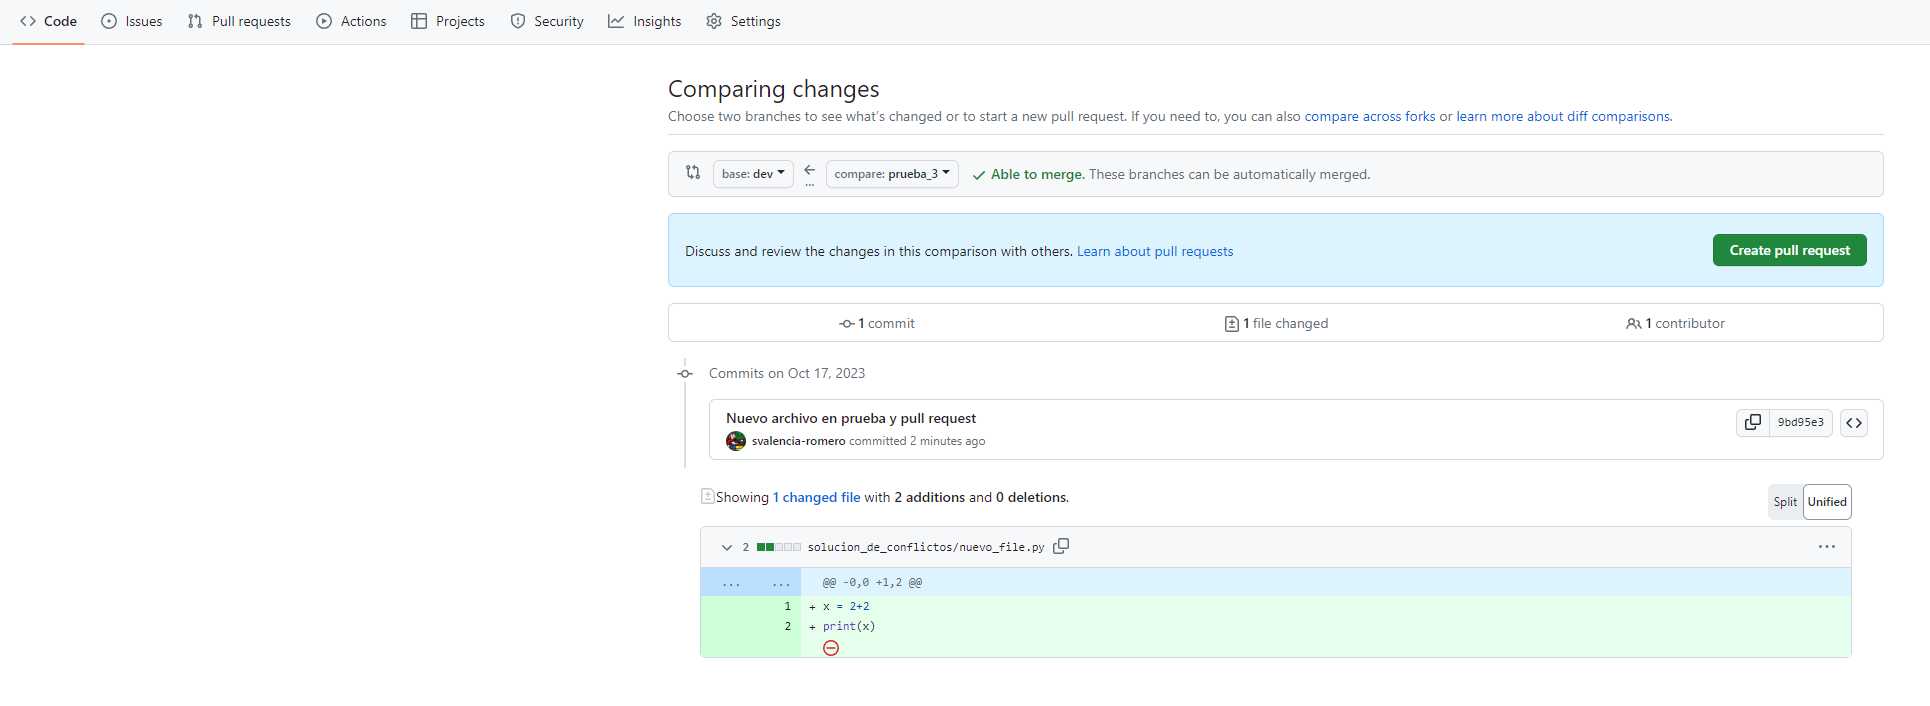 Code Issues Pull requests Actions Projects Security Insights Settings
Comparing changes
Choose two branches to see what's changed or to start a new pull request. If you need to, you can also compare across forks or learn more about diff comparisons.
base: dev ← ... compare: prueba_3 ✓ Able to merge. These branches can be automatically merged.
Discuss and review the changes in this comparison with others. Learn about pull requests Create pull request
1 commit 1 file changed 1 contributor
Commits on Oct 17, 2023
Nuevo archivo en prueba y pull request
9bd95e3
svalencia-romero committed 2 minutes ago
Showing 1 changed file with 2 additions and 0 deletions.
Split Unified
2 solucion_de_conflictos/nuevo_file.py ...
... ... @@ -0,0 +1,2 @@
1 + x = 2+2
2 + print(x)